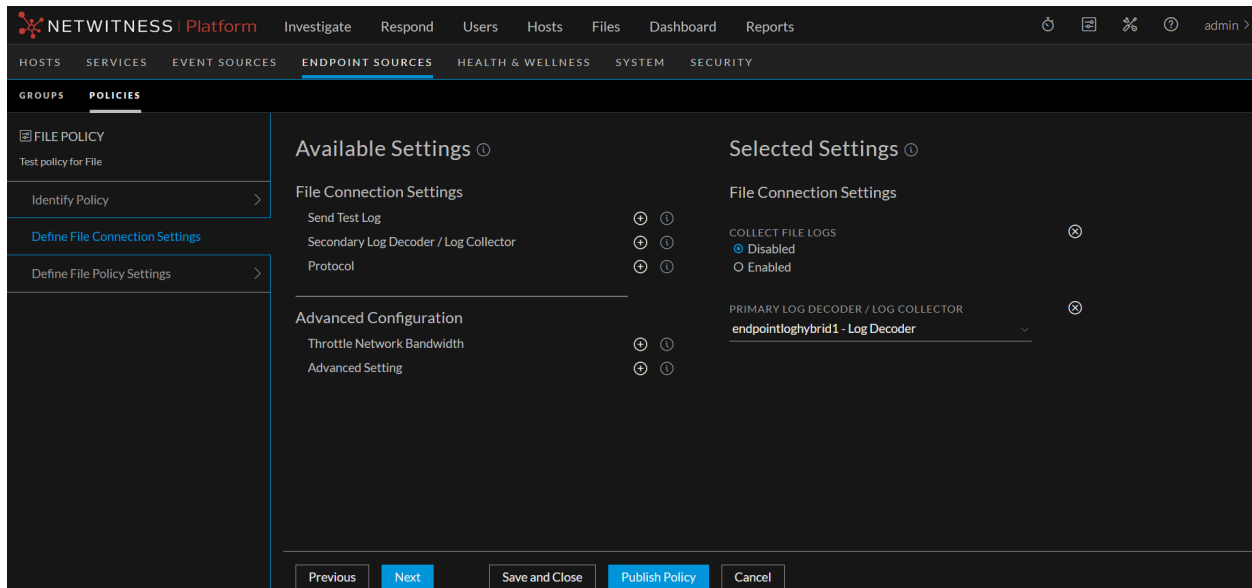 NETWITNESS | Platform Investigate Respond Users Hosts Files Dashboard Reports admin >
HOSTS SERVICES EVENT SOURCES ENDPOINT SOURCES HEALTH & WELLNESS SYSTEM SECURITY
GROUPS POLICIES
FILE POLICY
Test policy for File
Identify Policy
Define File Connection Settings
Define File Policy Settings
Available Settings
File Connection Settings
Send Test Log
Secondary Log Decoder / Log Collector
Protocol
Advanced Configuration
Throttle Network Bandwidth
Advanced Setting
Selected Settings
File Connection Settings
COLLECT FILE LOGS
Disabled
Enabled
PRIMARY LOG DECODER / LOG COLLECTOR
endpointloghybrid1 - Log Decoder
Previous Next Save and Close Publish Policy Cancel